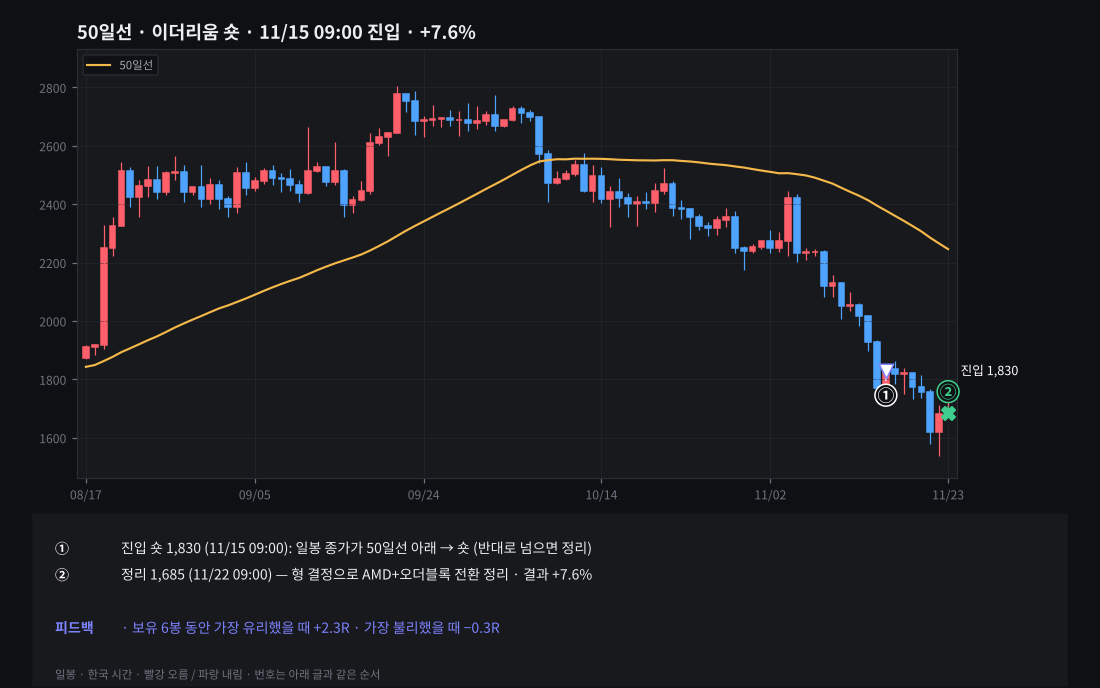 50일선 · 이더리움 숏 · 11/15 09:00 진입 · +7.6%
50일선
2800
2600
2400
2200
2000
1800
1600
진입 1,830
①
②
08/17
09/05
09/24
10/14
11/02
11/23
① 진입 숏 1,830 (11/15 09:00): 일봉 종가가 50일선 아래 → 숏 (반대로 넘으면 정리)
② 정리 1,685 (11/22 09:00) — 형 결정으로 AMD+오더블록 전환 정리 · 결과 +7.6%
피드백 · 보유 6봉 동안 가장 유리했을 때 +2.3R · 가장 불리했을 때 −0.3R
일봉 · 한국 시간 · 빨강 오름 / 파랑 내림 · 번호는 아래 글과 같은 순서